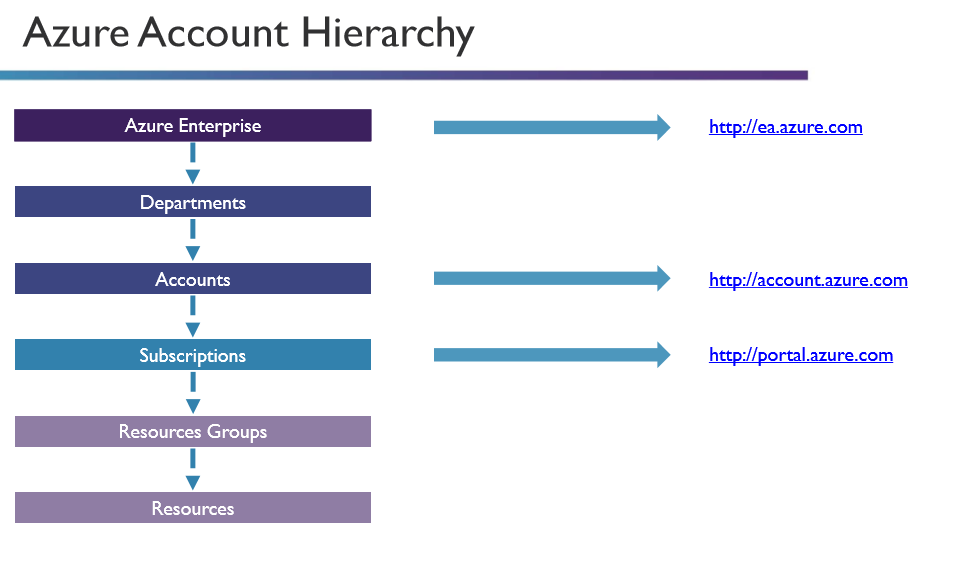 Azure Account Hierarchy
Azure Enterprise
http://ea.azure.com
Departments
Accounts
http://account.azure.com
Subscriptions
http://portal.azure.com
Resources Groups
Resources